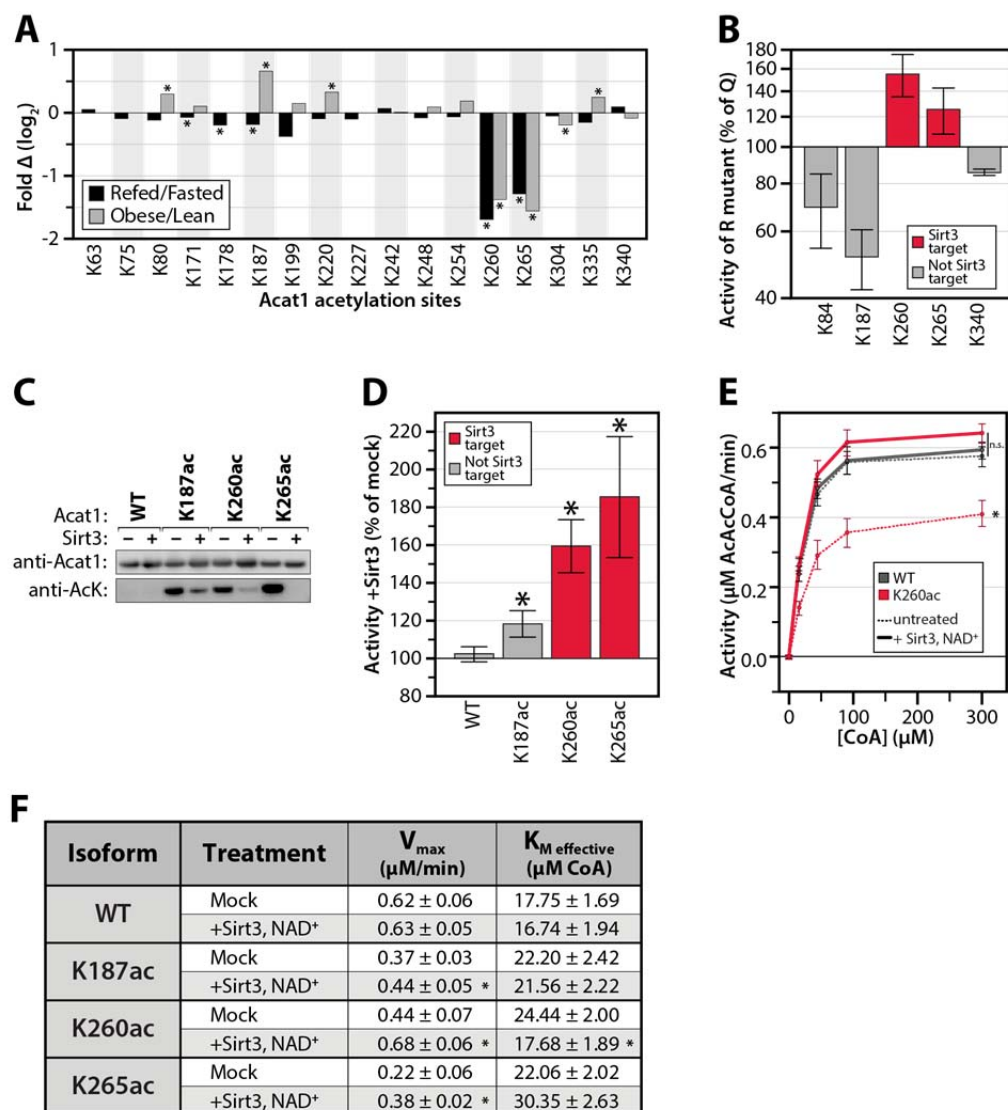 A
1
0
-1
-2
Fold Δ (log₂)
* * * * * * * * * * * * *
Refed/Fasted
Obese/Lean
K63 K75 K80 K171 K178 K187 K199 K220 K227 K242 K248 K254 K260 K265 K304 K335 K340
Acat1 acetylation sites
B
180
160
140
120
100
80
60
40
Activity of R mutant (% of Q)
Sirt3 target
Not Sirt3 target
K84 K187 K260 K265 K340
C
WT K187ac K260ac K265ac
Acat1:
Sirt3: – + – + – + – +
anti-Acat1:
anti-AcK:
D
220
200
180
160
140
120
100
80
Activity +Sirt3 (% of mock)
Sirt3 target
Not Sirt3 target
* * *
WT K187ac K260ac K265ac
E
0.6
0.4
0.2
0.0
Activity (µM AcAcCoA/min)
n.s.
*
WT
K260ac
untreated
+ Sirt3, NAD⁺
0 100 200 300
[CoA] (µM)
F
Isoform Treatment Vmax (µM/min) KM effective (µM CoA)
WT Mock 0.62 ± 0.06 17.75 ± 1.69
+Sirt3, NAD⁺ 0.63 ± 0.05 16.74 ± 1.94
K187ac Mock 0.37 ± 0.03 22.20 ± 2.42
+Sirt3, NAD⁺ 0.44 ± 0.05 * 21.56 ± 2.22
K260ac Mock 0.44 ± 0.07 24.44 ± 2.00
+Sirt3, NAD⁺ 0.68 ± 0.06 * 17.68 ± 1.89 *
K265ac Mock 0.22 ± 0.06 22.06 ± 2.02
+Sirt3, NAD⁺ 0.38 ± 0.02 * 30.35 ± 2.63